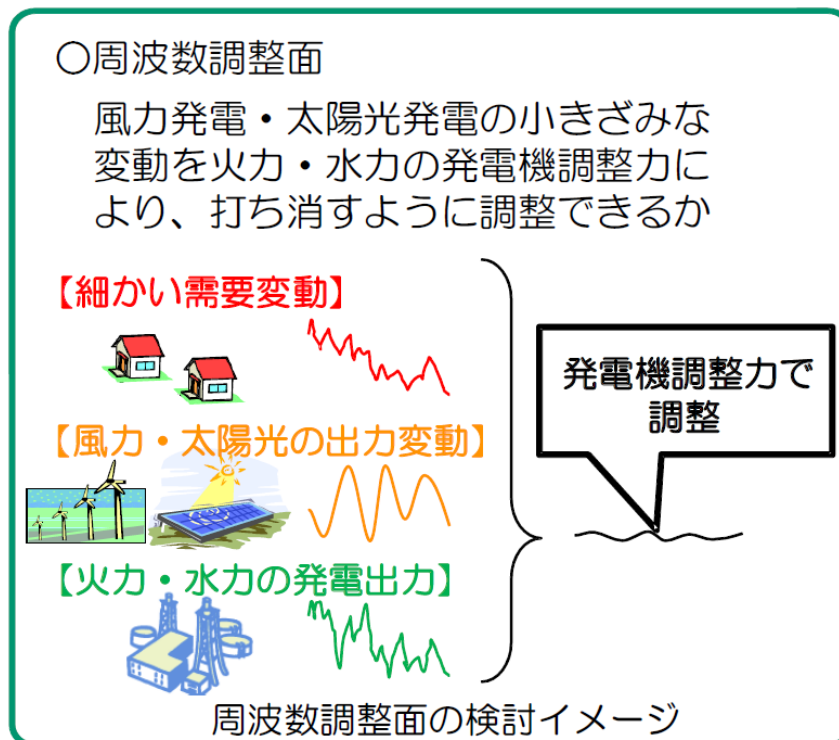 ○周波数調整面
風力発電・太陽光発電の小きざみな
変動を火力・水力の発電機調整力に
より、打ち消すように調整できるか
【細かい需要変動】
【風力・太陽光の出力変動】
【火力・水力の発電出力】
発電機調整力で
調整
周波数調整面の検討イメージ